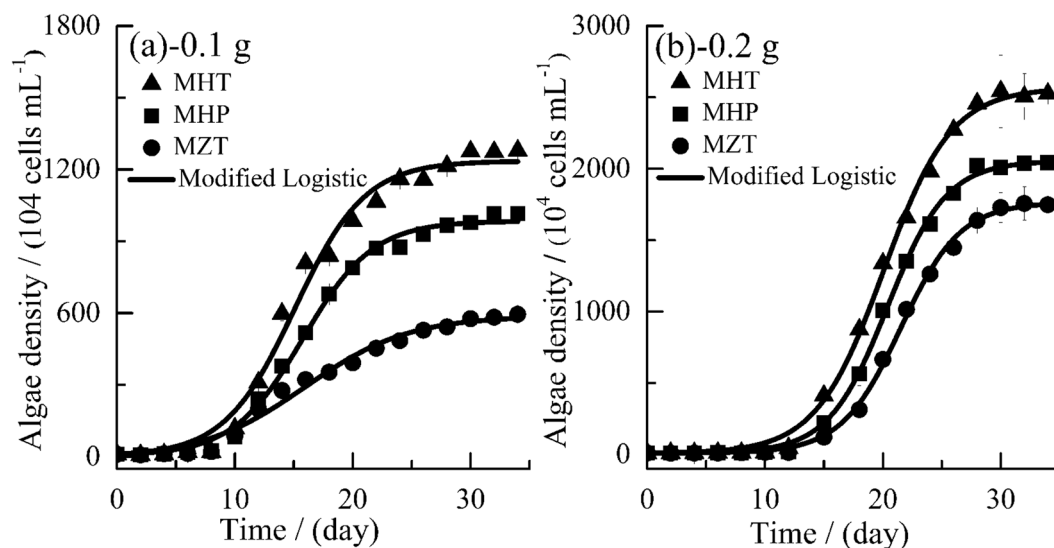 (a)-0.1 g
MHT
MHP
MZT
Modified Logistic
1800
1200
600
0
Algae density / (104 cells mL⁻¹)
0
10
20
30
Time / (day)
(b)-0.2 g
MHT
MHP
MZT
Modified Logistic
3000
2000
1000
0
Algae density / (10⁴ cells mL⁻¹)
0
10
20
30
Time / (day)